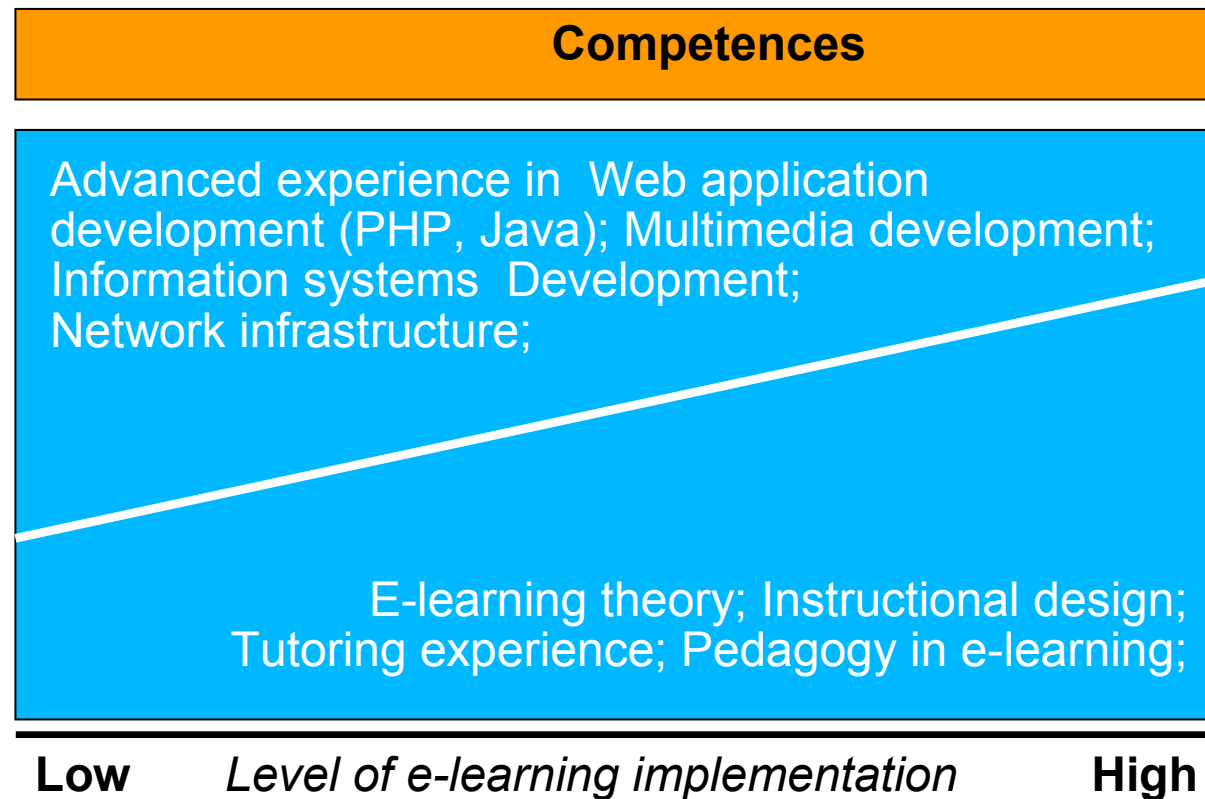 Competences
Advanced experience in  Web application
development (PHP, Java); Multimedia development;
Information systems  Development;
Network infrastructure;
E-learning theory; Instructional design;
Tutoring experience; Pedagogy in e-learning;
Low Level of e-learning implementation High